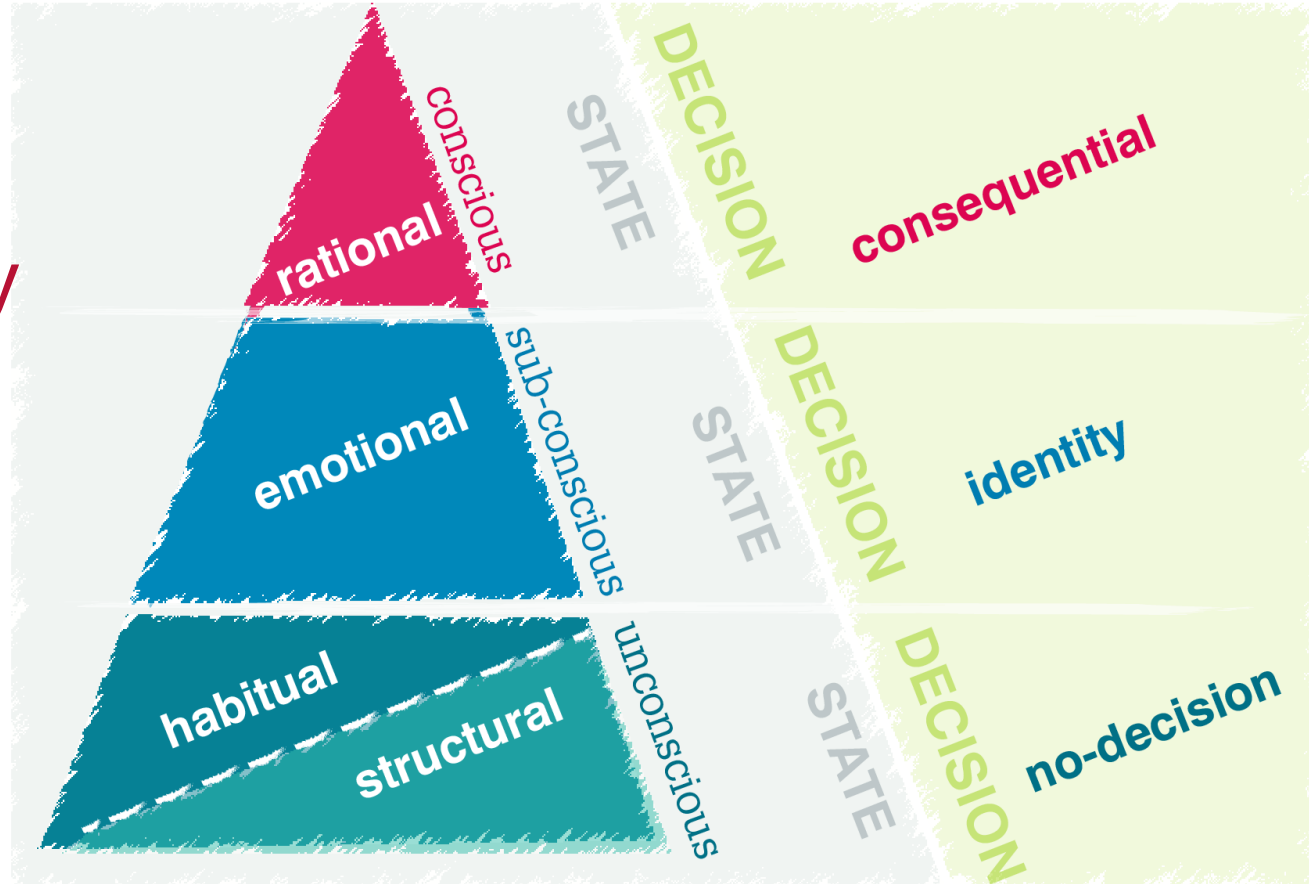 rational
conscious
STATE
DECISION
consequential
emotional
sub-conscious
STATE
DECISION
identity
habitual
structural
unconscious
STATE
DECISION
no-decision